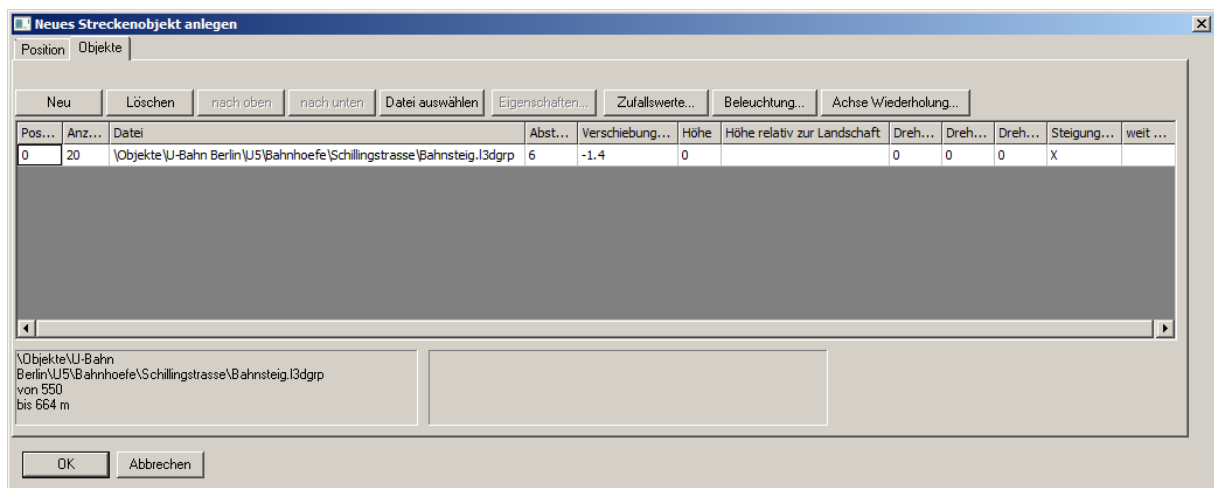 Neues Streckenobjekt anlegen
Position Objekte
Neu Löschen nach oben nach unten Datei auswählen Eigenschaften... Zufallswerte... Beleuchtung... Achse Wiederholung...
Pos... Anz... Datei Abst... Verschiebung... Höhe Höhe relativ zur Landschaft Dreh... Dreh... Dreh... Steigung... weit ...
0 20 \Objekte\U-Bahn Berlin\U5\Bahnhoefe\Schillingstrasse\Bahnsteig.l3dgrp 6 -1.4 0 0 0 0 X
\Objekte\U-Bahn
Berlin\U5\Bahnhoefe\Schillingstrasse\Bahnsteig.l3dgrp
von 550
bis 664 m
OK Abbrechen